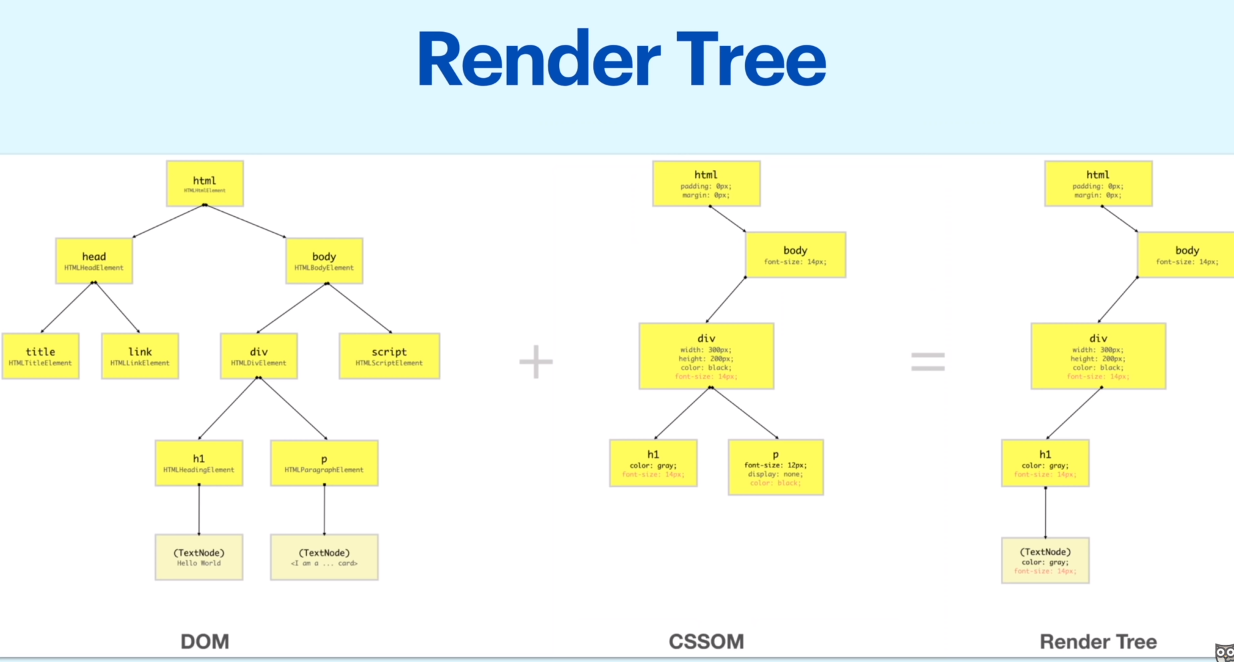 Render Tree
html
HTMLHtmlElement
head
HTMLHeadElement
body
HTMLBodyElement
title
HTMLTitleElement
link
HTMLLinkElement
div
HTMLDivElement
script
HTMLScriptElement
h1
HTMLHeadingElement
p
HTMLParagraphElement
(TextNode)
Hello World
(TextNode)
<I am a ... card>
DOM
+
html
padding: 0px;
margin: 0px;
body
font-size: 14px;
div
width: 300px;
height: 200px;
color: black;
font-size: 14px;
h1
color: gray;
font-size: 14px;
p
font-size: 12px;
display: none;
color: black;
CSSOM
=
html
padding: 0px;
margin: 0px;
body
font-size: 14px;
div
width: 300px;
height: 200px;
color: black;
font-size: 14px;
h1
color: gray;
font-size: 14px;
(TextNode)
color: gray;
font-size: 14px;
Render Tree